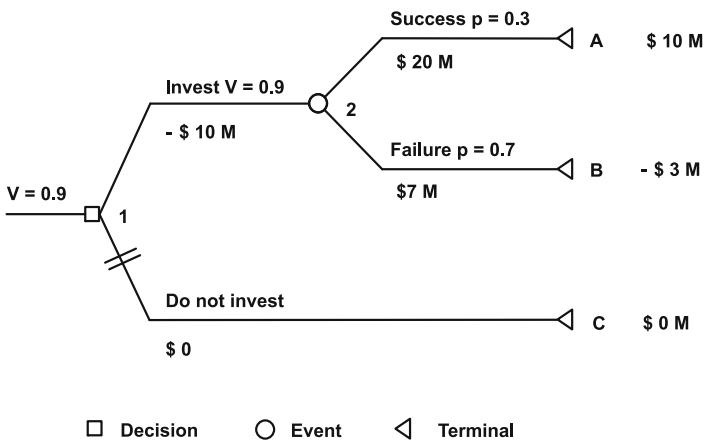 Success p = 0.3
A $ 10 M
$ 20 M
Invest V = 0.9
2
- $ 10 M
Failure p = 0.7
B - $ 3 M
$7 M
V = 0.9
1
Do not invest
C $ 0 M
$ 0
Decision Event Terminal